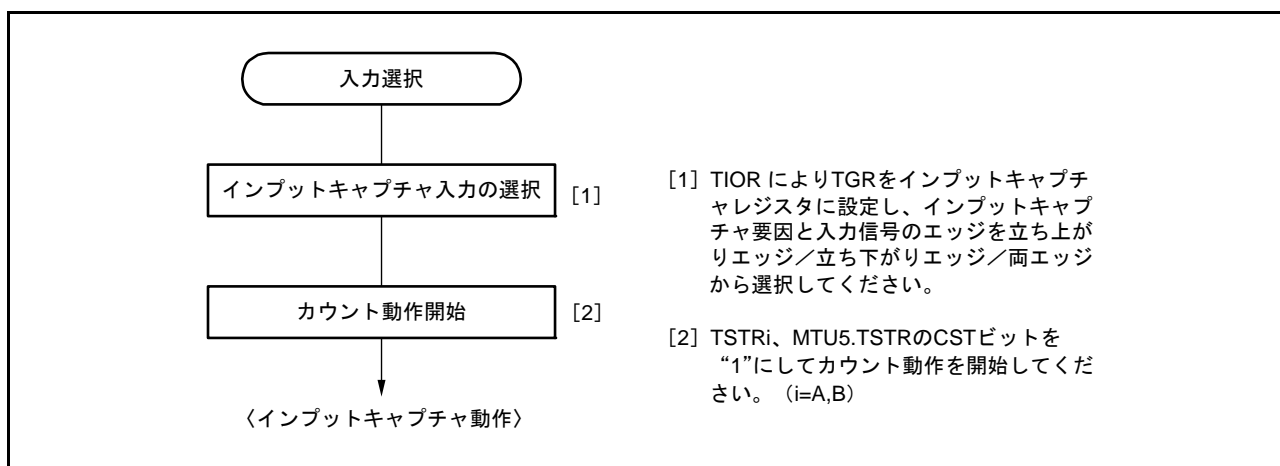 入力選択
インプットキャプチャ入力の選択 [1]
カウント動作開始 [2]
〈インプットキャプチャ動作〉
[1] TIOR によりTGRをインプットキャプチ
ャレジスタに設定し、インプットキャプ
チャ要因と入力信号のエッジを立ち上が
りエッジ／立ち下がりエッジ／両エッジ
から選択してください。
[2] TSTRi、MTU5.TSTRのCSTビットを
“1”にしてカウント動作を開始してくだ
さい。（i=A,B）